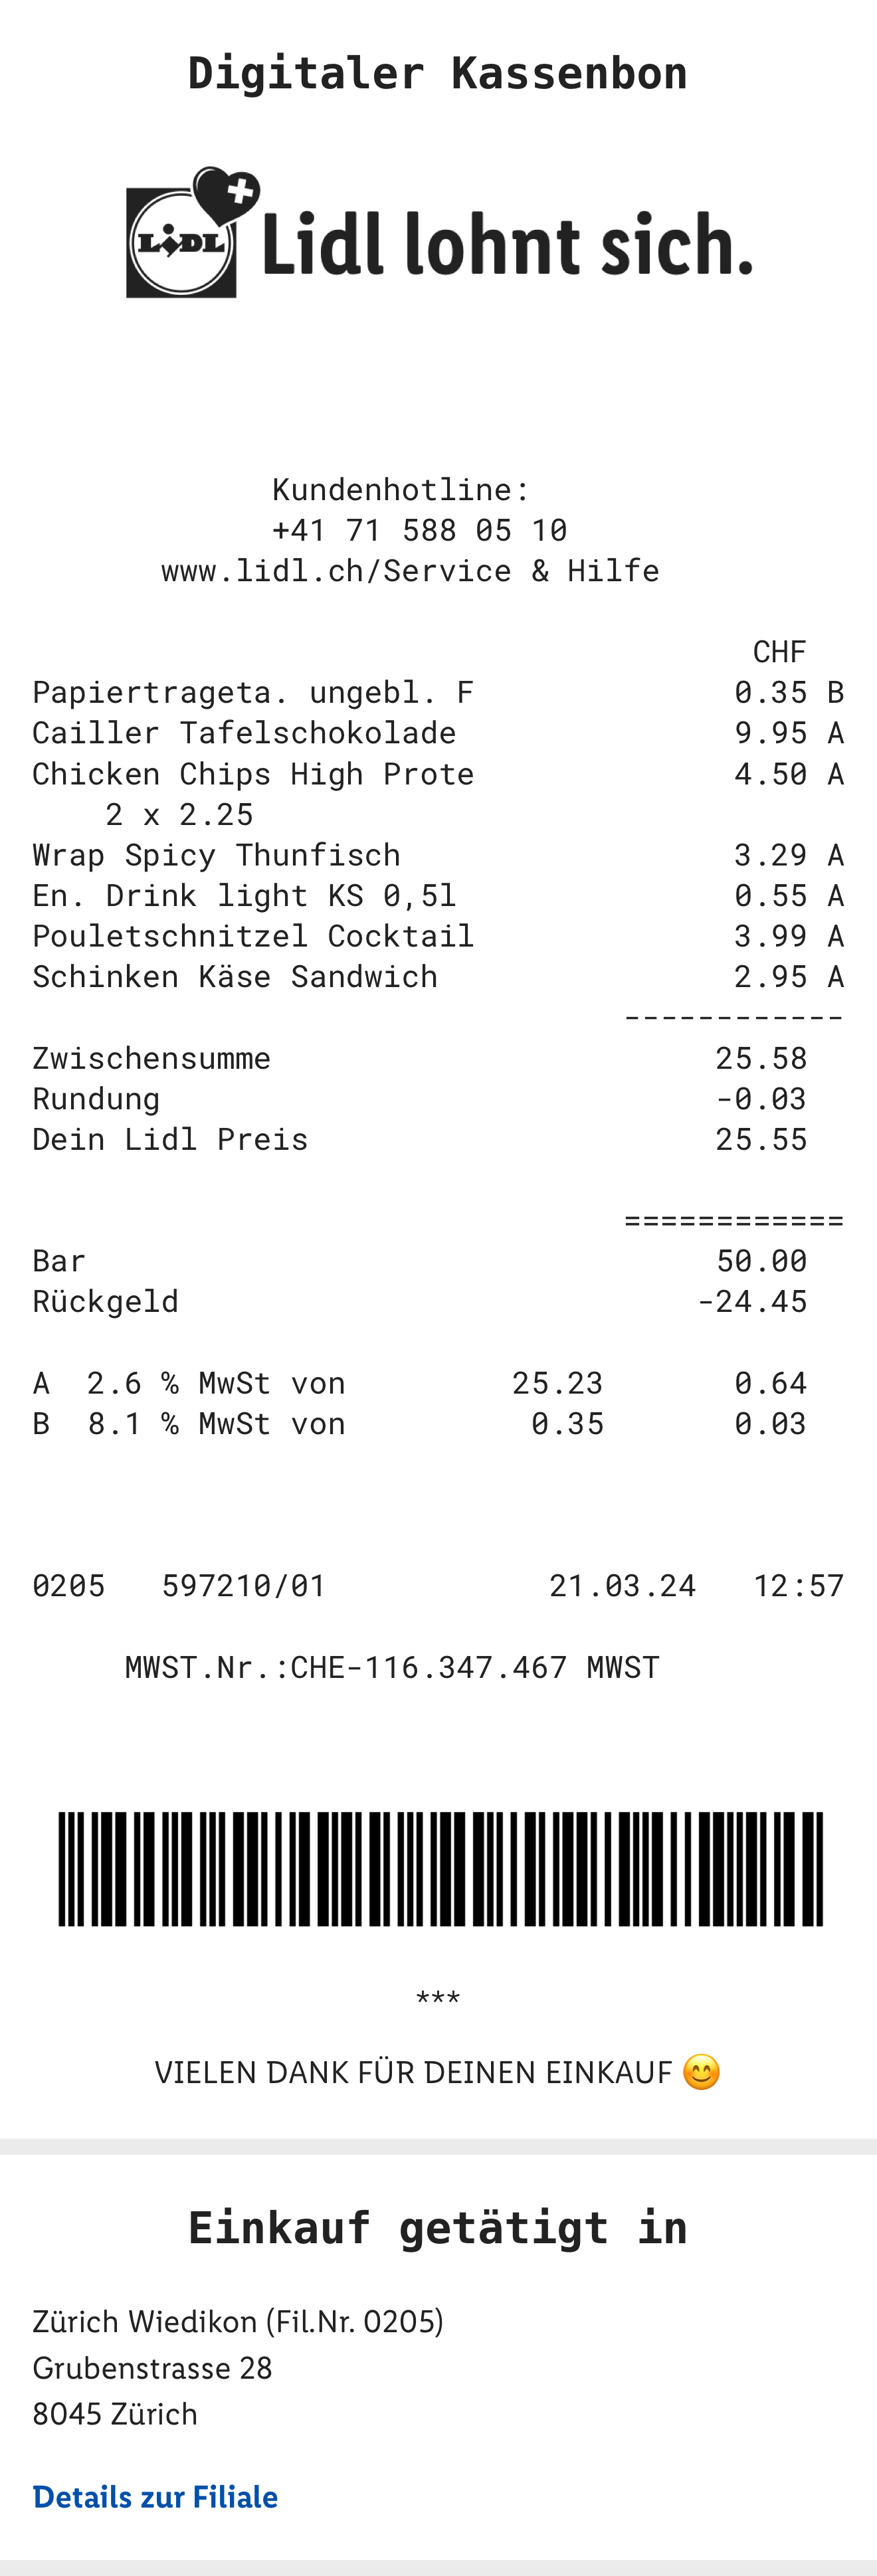 Digitaler Kassenbon
LIDL Lidl lohnt sich.
Kundenhotline:
+41 71 588 05 10
www.lidl.ch/Service & Hilfe
CHF
Papiertrageta. ungebl. F 0.35 B
Cailler Tafelschokolade 9.95 A
Chicken Chips High Prote 4.50 A
2 x 2.25
Wrap Spicy Thunfisch 3.29 A
En. Drink light KS 0,5l 0.55 A
Pouletschnitzel Cocktail 3.99 A
Schinken Käse Sandwich 2.95 A
------------
Zwischensumme 25.58
Rundung -0.03
Dein Lidl Preis 25.55
============
Bar 50.00
Rückgeld -24.45
A 2.6 % MwSt von 25.23 0.64
B 8.1 % MwSt von 0.35 0.03
0205 597210/01 21.03.24 12:57
MWST.Nr.:CHE-116.347.467 MWST
***
VIELEN DANK FÜR DEINEN EINKAUF 😊
Einkauf getätigt in
Zürich Wiedikon (Fil.Nr. 0205)
Grubenstrasse 28
8045 Zürich
Details zur Filiale